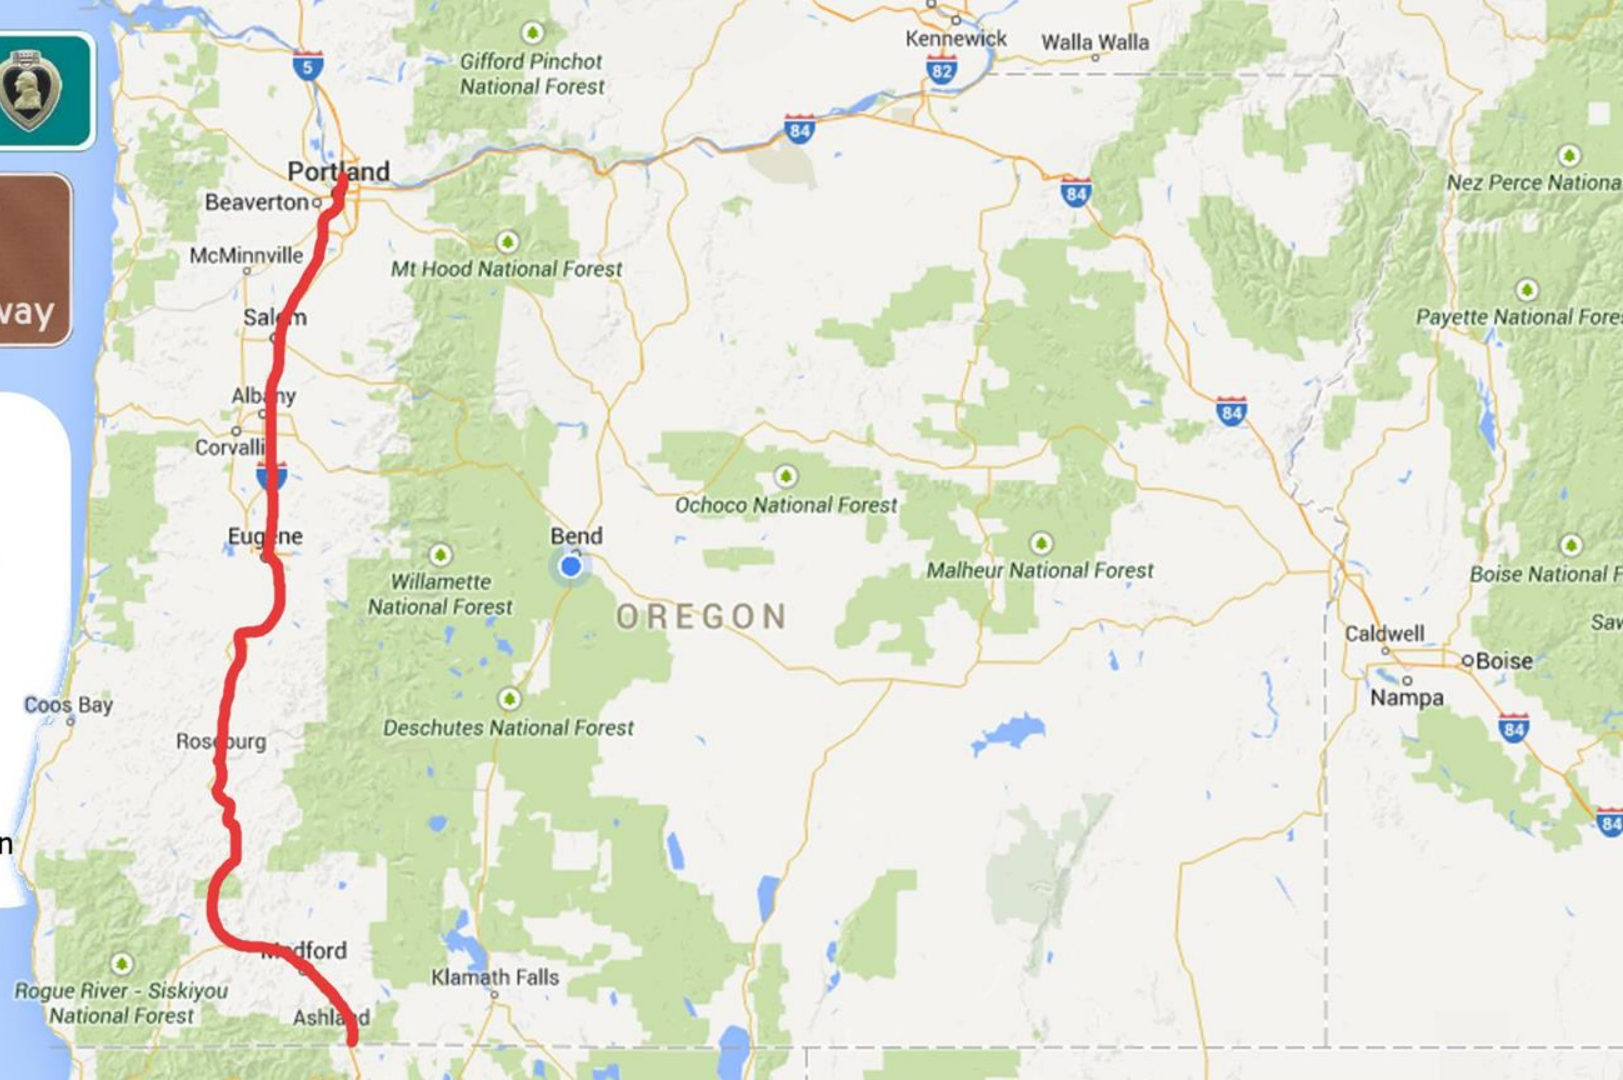 Kennewick
Walla Walla
5
Gifford Pinchot
National Forest
82
84
Portland
84
Nez Perce Nationa
Beaverton
McMinnville
Mt Hood National Forest
way
Salem
Payette National Fores
Albany
84
Corvalli
Ochoco National Forest
Eugene
Bend
Willamette
National Forest
Malheur National Forest
Boise National F
OREGON
Saw
Caldwell
Boise
Nampa
Coos Bay
Deschutes National Forest
84
Roseburg
84
n
Medford
Klamath Falls
Rogue River - Siskiyou
National Forest
Ashland